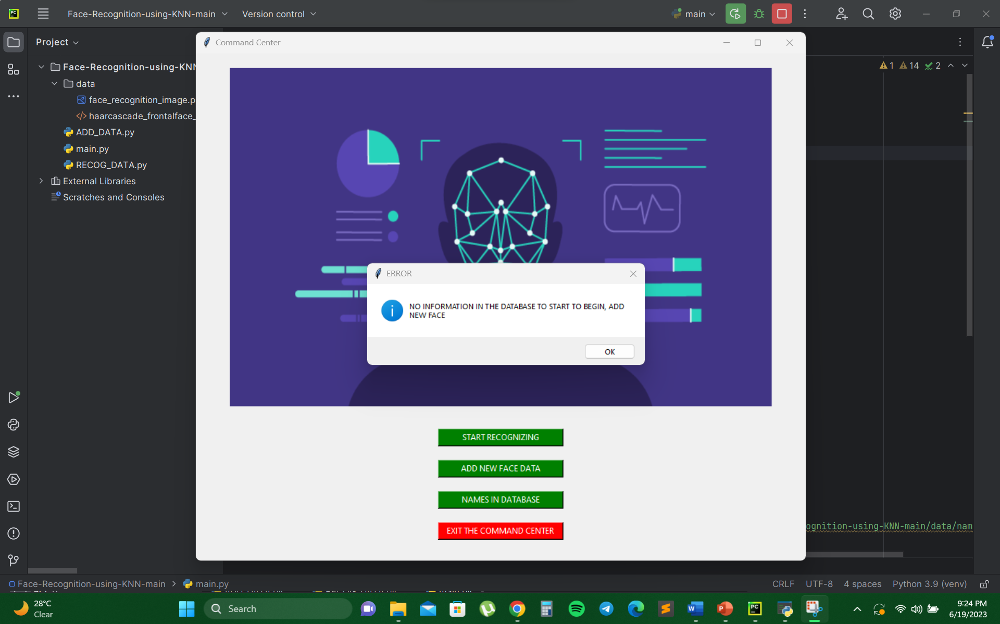 Face-Recognition-using-KNN-main
Version control
main
Project
Command Center
1 14 2
Face-Recognition-using-KNN
data
face_recognition_image.p
haarcascade_frontalface_
ADD_DATA.py
main.py
RECOG_DATA.py
External Libraries
Scratches and Consoles
ERROR
NO INFORMATION IN THE DATABASE TO START TO BEGIN, ADD
NEW FACE
OK
START RECOGNIZING
ADD NEW FACE DATA
NAMES IN DATABASE
EXIT THE COMMAND CENTER
ognition-using-KNN-main/data/nam
Face-Recognition-using-KNN-main > main.py
CRLF UTF-8 4 spaces Python 3.9 (venv)
28°C
Clear
Search
9:24 PM
6/19/2023